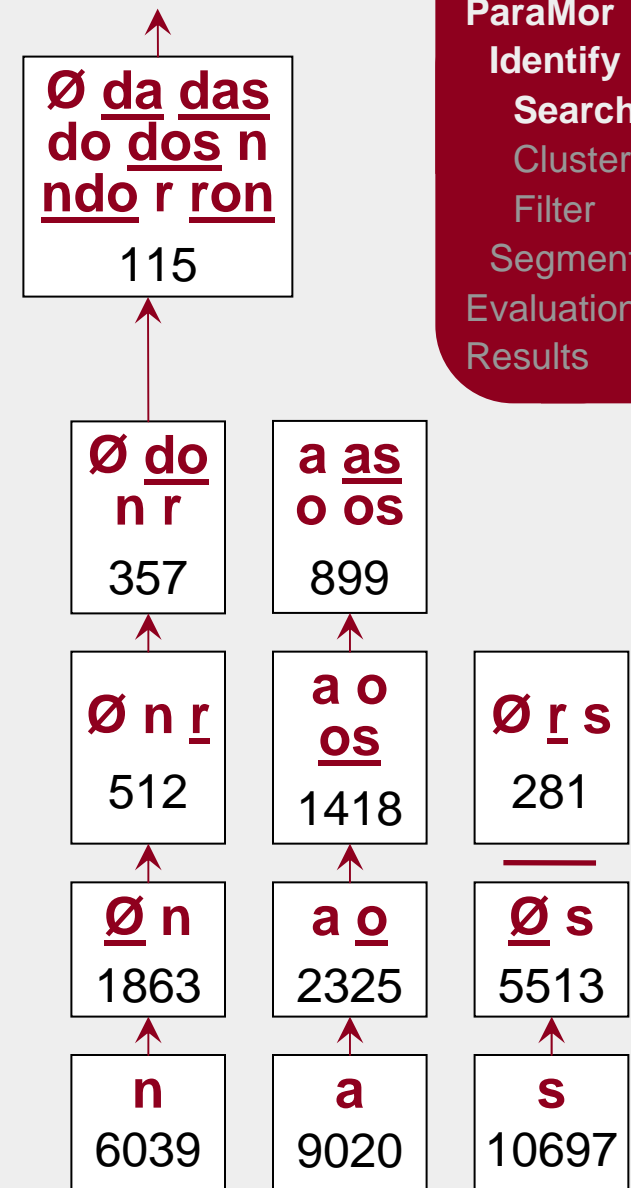 ParaMor
Identify
Search
Cluster
Filter
Segment
Evaluation
Results
Ø da das
do dos n
ndo r ron
115
Ø do
n r
357
a as
o os
899
Ø n r
512
a o
os
1418
Ø r s
281
Ø n
1863
a o
2325
Ø s
5513
n
6039
a
9020
s
10697